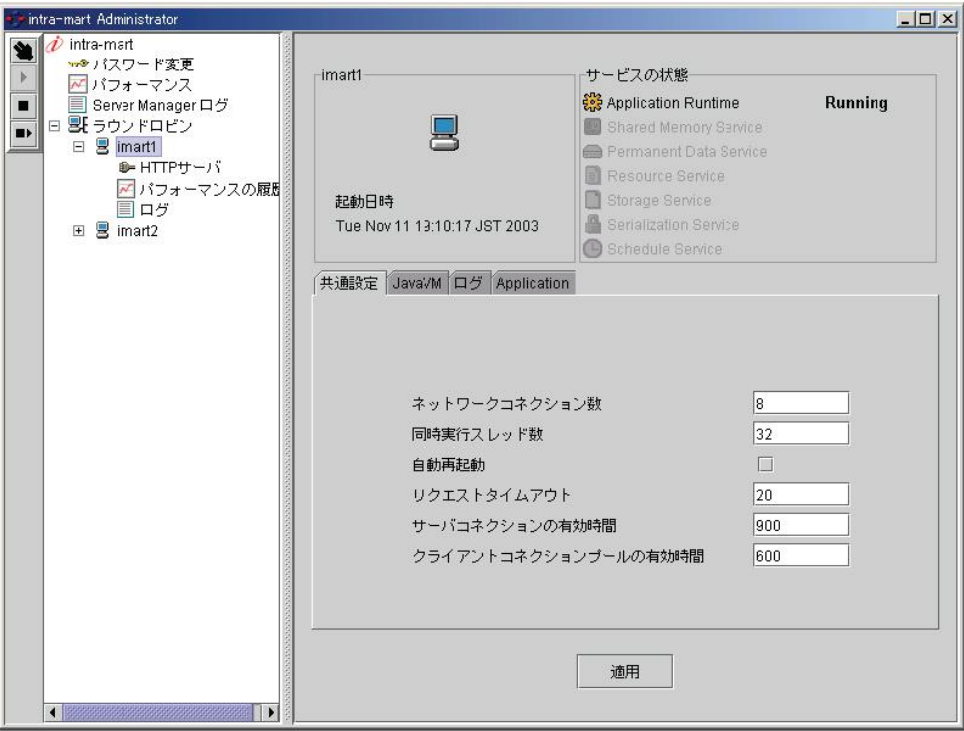 intra-mart Administrator
intra-mart
パスワード変更
パフォーマンス
Server Manager ログ
ラウンドロビン
imart1
HTTPサーバ
パフォーマンスの履歴
ログ
imart2
imart1
起動日時
Tue Nov 11 13:10:17 JST 2003
サービスの状態
Application Runtime Running
Shared Memory Service
Permanent Data Service
Resource Service
Storage Service
Serialization Service
Schedule Service
共通設定 JavaVM ログ Application
ネットワークコネクション数 8
同時実行スレッド数 32
自動再起動
リクエストタイムアウト 20
サーバコネクションの有効時間 900
クライアントコネクションプールの有効時間 600
適用